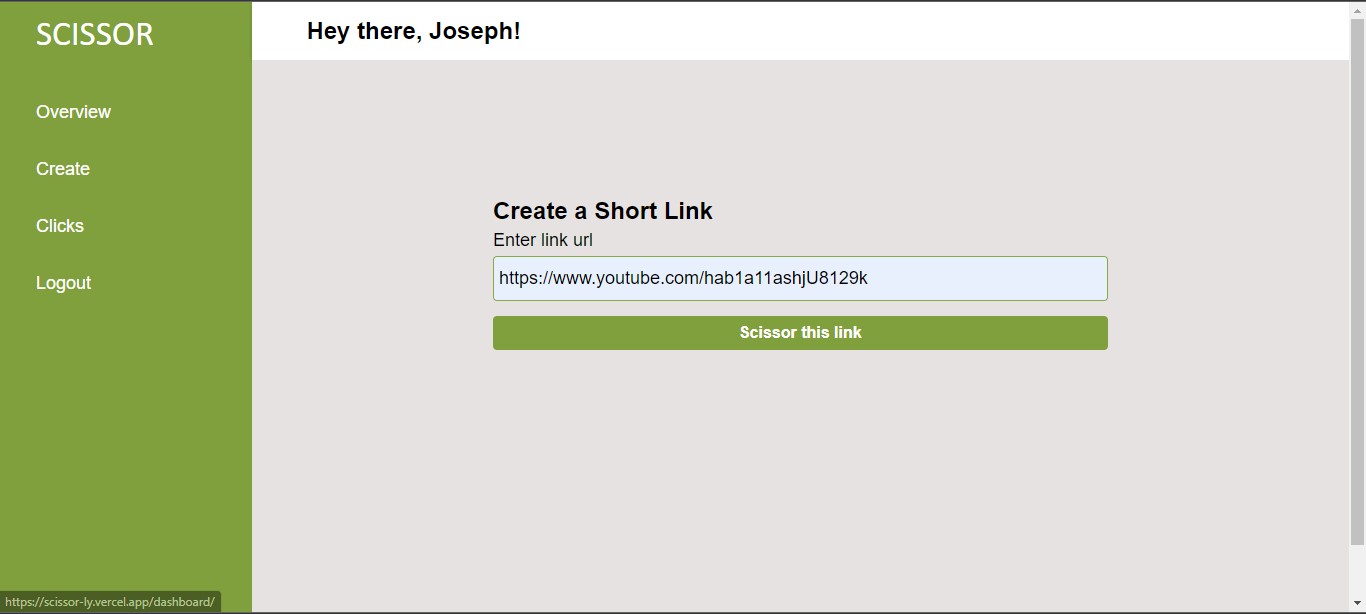 SCISSOR
Hey there, Joseph!
Overview
Create
Clicks
Logout
Create a Short Link
Enter link url
https://www.youtube.com/hab1a11ashjU8129k
Scissor this link
https://scissor-ly.vercel.app/dashboard/